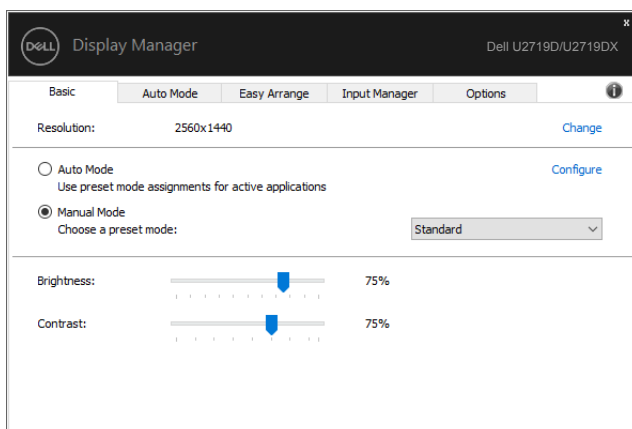 x
DELL Display Manager Dell U2719D/U2719DX
Basic Auto Mode Easy Arrange Input Manager Options i
Resolution: 2560x1440 Change
Auto Mode Configure
Use preset mode assignments for active applications
Manual Mode
Choose a preset mode: Standard
Brightness: 75%
Contrast: 75%